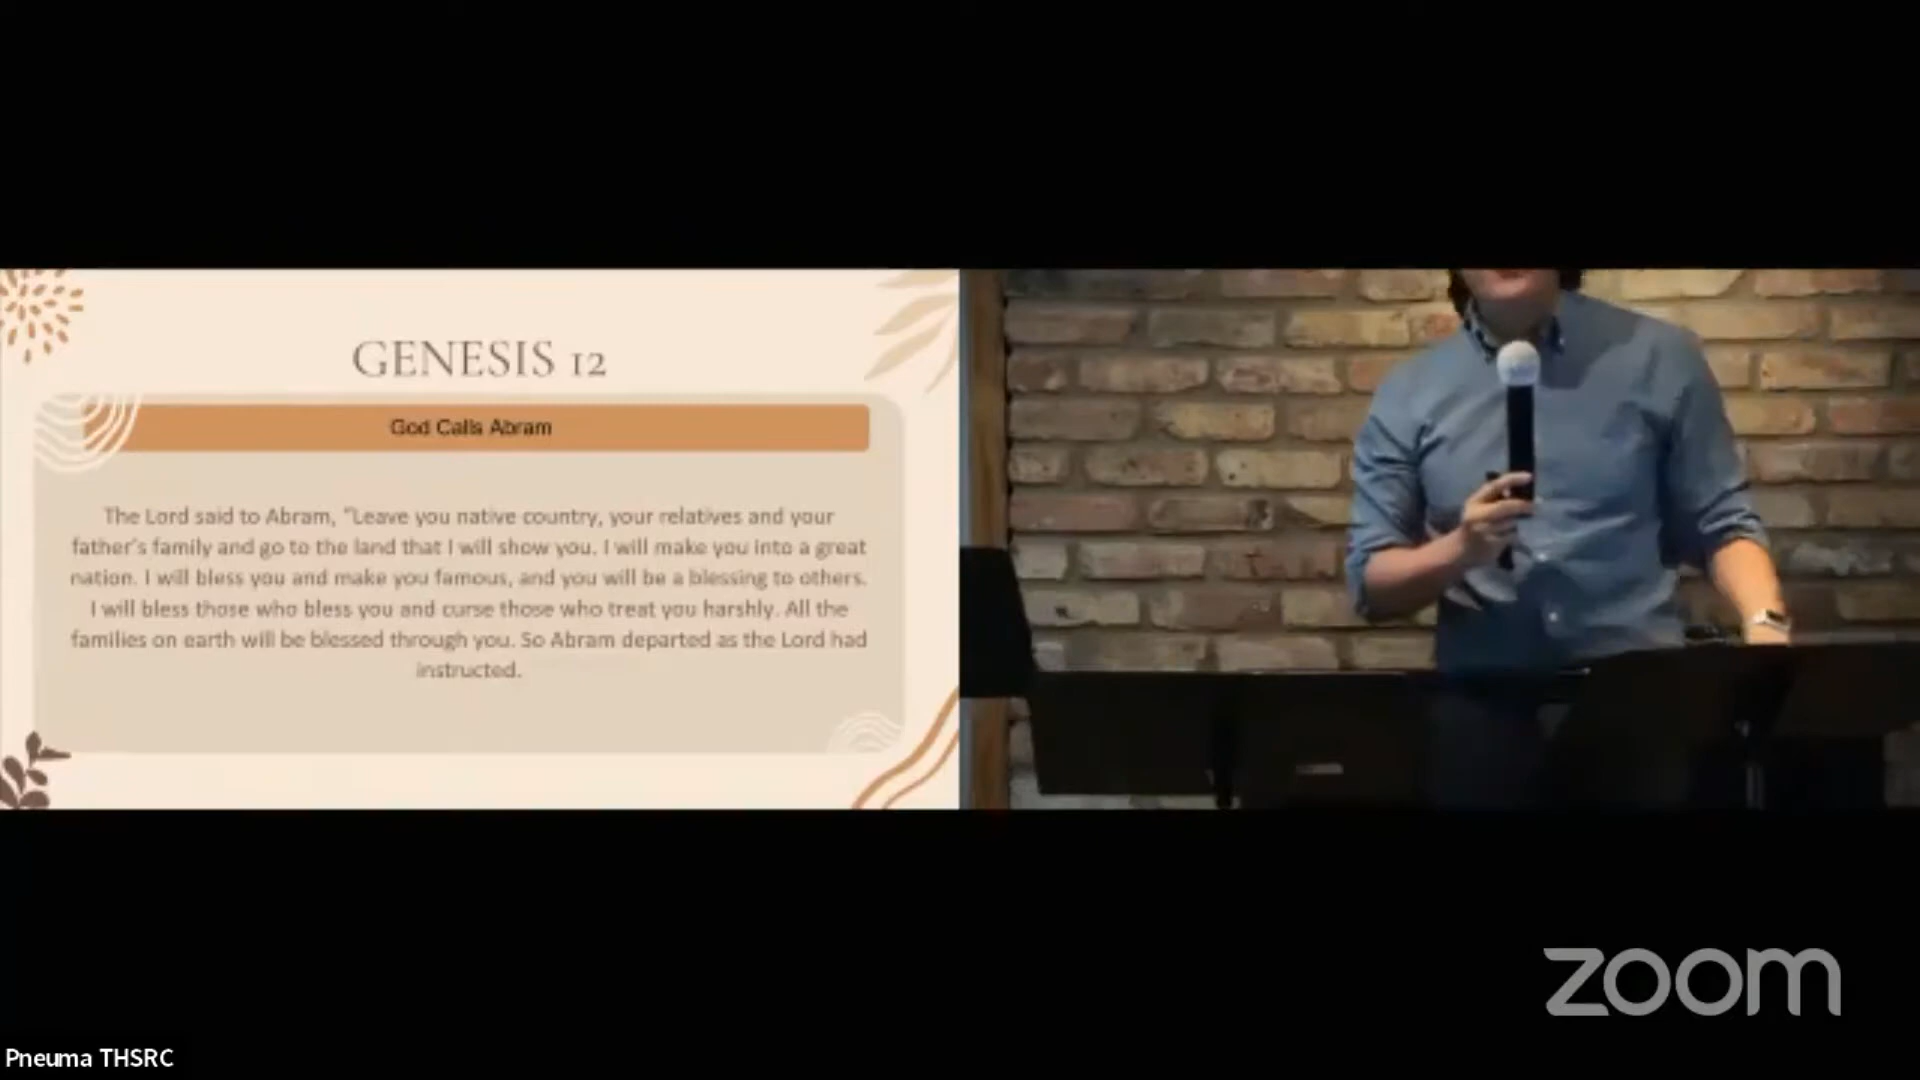 GENESIS 12
God Calls Abram
The Lord said to Abram, "Leave you native country, your relatives and your
father's family and go to the land that I will show you. I will make you into a great
nation. I will bless you and make you famous, and you will be a blessing to others.
I will bless those who bless you and curse those who treat you harshly. All the
families on earth will be blessed through you. So Abram departed as the Lord had
instructed.
zoom
Pneuma THSRC